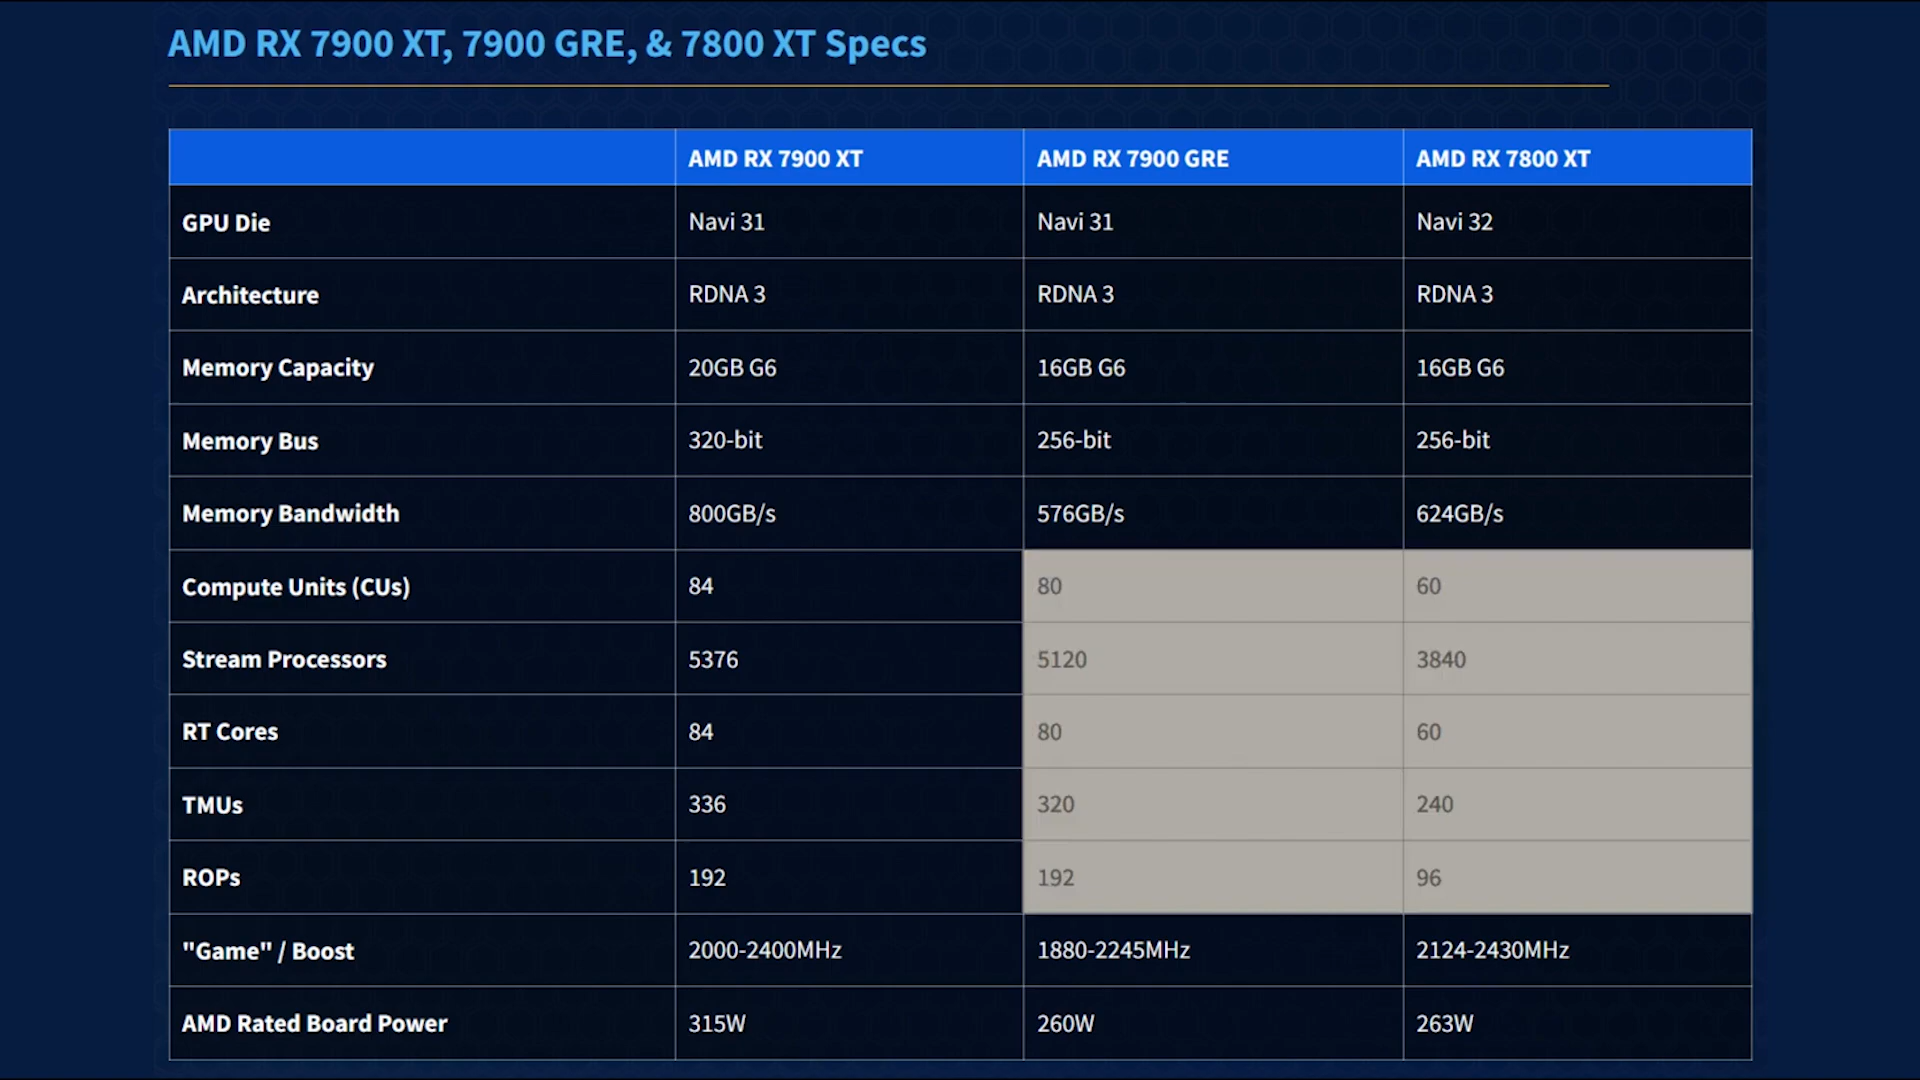 AMD RX 7900 XT, 7900 GRE, & 7800 XT Specs
AMD RX 7900 XT AMD RX 7900 GRE AMD RX 7800 XT
GPU Die Navi 31 Navi 31 Navi 32
Architecture RDNA 3 RDNA 3 RDNA 3
Memory Capacity 20GB G6 16GB G6 16GB G6
Memory Bus 320-bit 256-bit 256-bit
Memory Bandwidth 800GB/s 576GB/s 624GB/s
Compute Units (CUs) 84 80 60
Stream Processors 5376 5120 3840
RT Cores 84 80 60
TMUs 336 320 240
ROPs 192 192 96
"Game" / Boost 2000-2400MHz 1880-2245MHz 2124-2430MHz
AMD Rated Board Power 315W 260W 263W